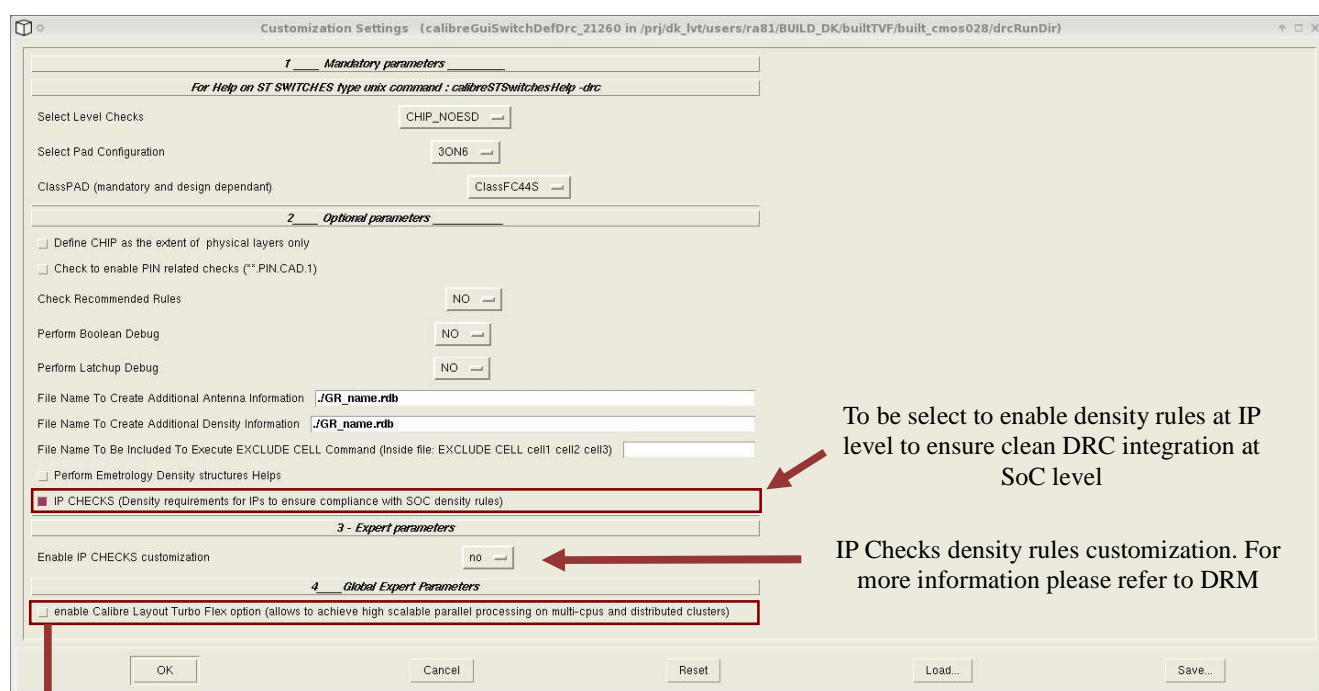 Customization Settings (calibreGuiSwitchDefDrc_21260 in /prj/dk_lvt/users/ra81/BUILD_DK/builtTVF/built_cmos028/drcRunDir)
1____ Mandatory parameters _________
For Help on ST SWITCHES type unix command : calibreSTSwitchesHelp -drc
Select Level Checks CHIP_NOESD
Select Pad Configuration 3ON6
ClassPAD (mandatory and design dependant) ClassFC44S
2____ Optional parameters ___________
Define CHIP as the extent of physical layers only
Check to enable PIN related checks (**.PIN.CAD.1)
Check Recommended Rules NO
Perform Boolean Debug NO
Perform Latchup Debug NO
File Name To Create Additional Antenna Information ./GR_name.rdb
File Name To Create Additional Density Information ./GR_name.rdb
File Name To Be Included To Execute EXCLUDE CELL Command (Inside file: EXCLUDE CELL cell1 cell2 cell3)
Perform Emetrology Density structures Helps
IP CHECKS (Density requirements for IPs to ensure compliance with SOC density rules)
3 - Expert parameters
Enable IP CHECKS customization no
4____ Global Expert Parameters
enable Calibre Layout Turbo Flex option (allows to achieve high scalable parallel processing on multi-cpus and distributed clusters)
OK Cancel Reset Load... Save...
To be select to enable density rules at IP
level to ensure clean DRC integration at
SoC level
IP Checks density rules customization. For
more information please refer to DRM